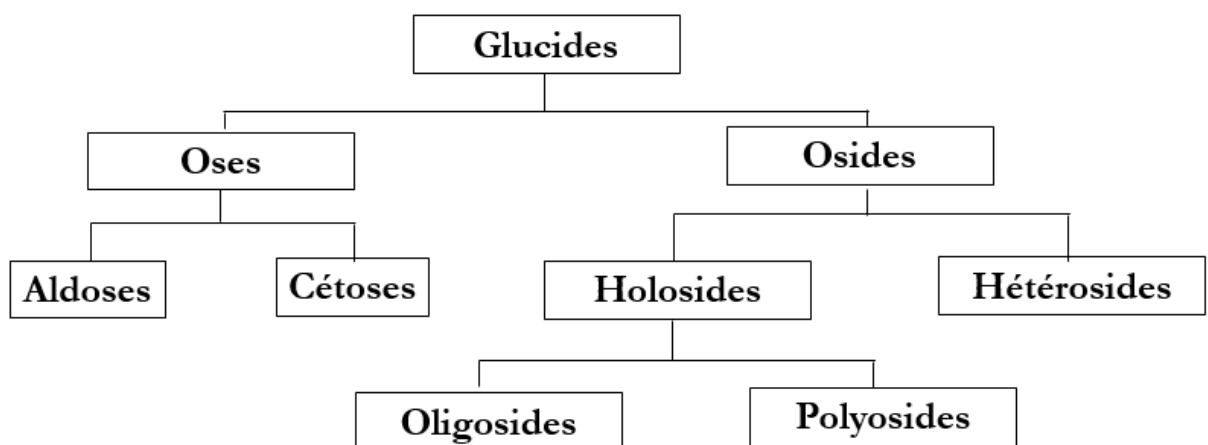 Glucides
Oses
Osides
Aldoses
Cétoses
Holosides
Hétérosides
Oligosides
Polyosides